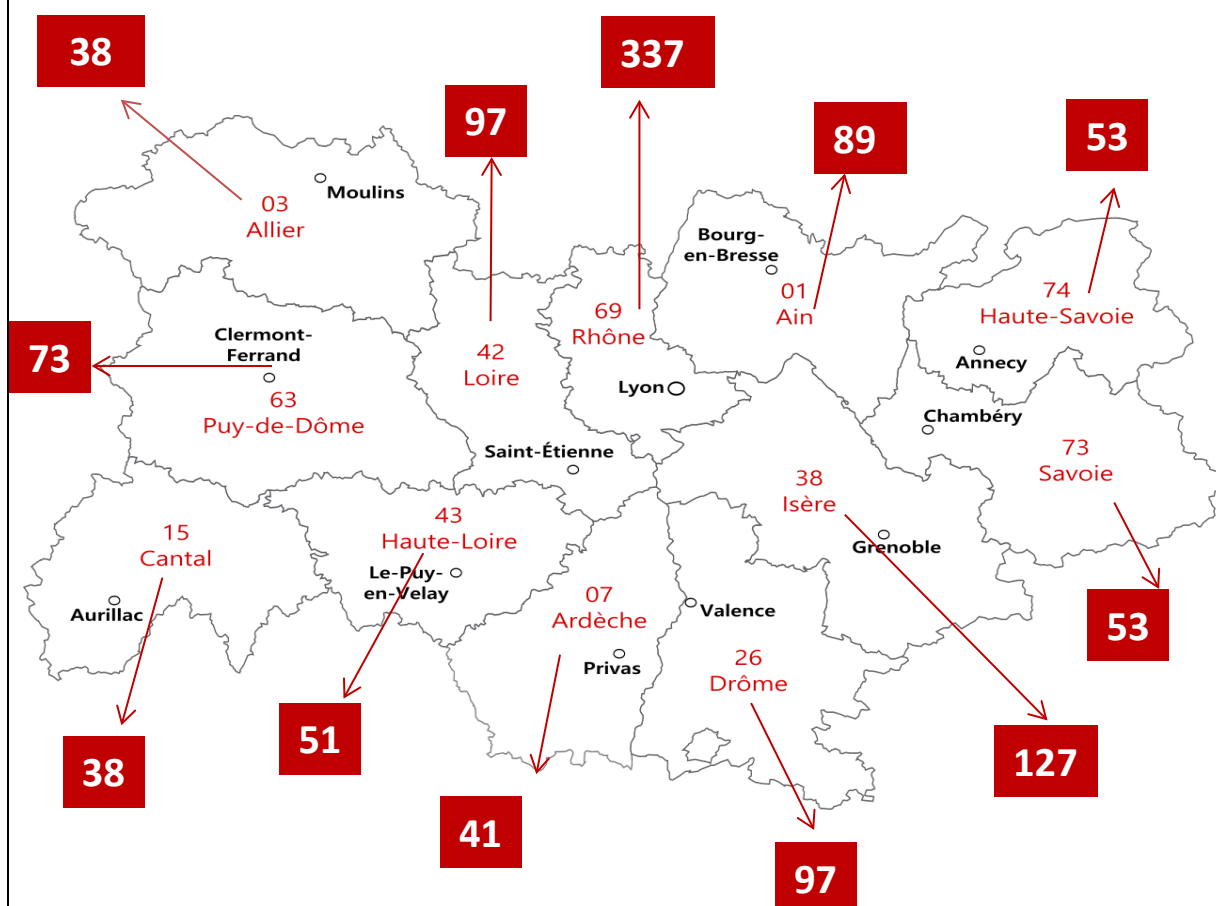 38
337
97
89
53
03
Allier
Moulins
Bourg-
en-Bresse
01
Ain
74
Haute-Savoie
69
Rhône
73
Clermont-
Ferrand
42
Loire
Annecy
63
Puy-de-Dôme
Lyon
Chambéry
Saint-Étienne
73
Savoie
38
Isère
15
Cantal
43
Haute-Loire
Grenoble
Le-Puy-
en-Velay
07
Ardèche
Aurillac
Valence
53
Privas
26
Drôme
51
38
127
41
97